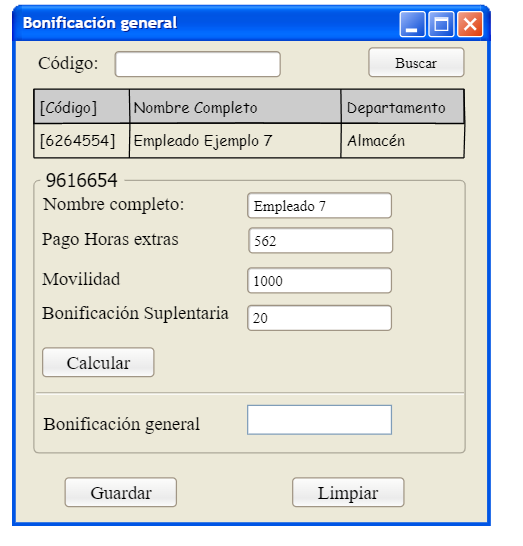 Bonificación general
Código: Buscar
[Código] Nombre Completo Departamento
[6264554] Empleado Ejemplo 7 Almacén
9616654
Nombre completo: Empleado 7
Pago Horas extras 562
Movilidad 1000
Bonificación Suplentaria 20
Calcular
Bonificación general
Guardar Limpiar